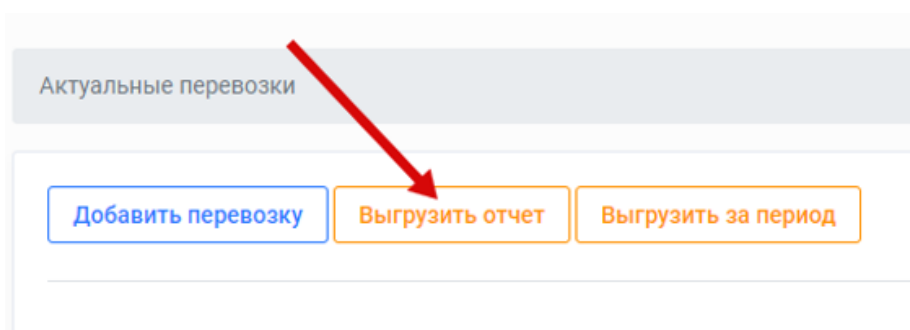 Актуальные перевозки
Добавить перевозку Выгрузить отчет Выгрузить за период